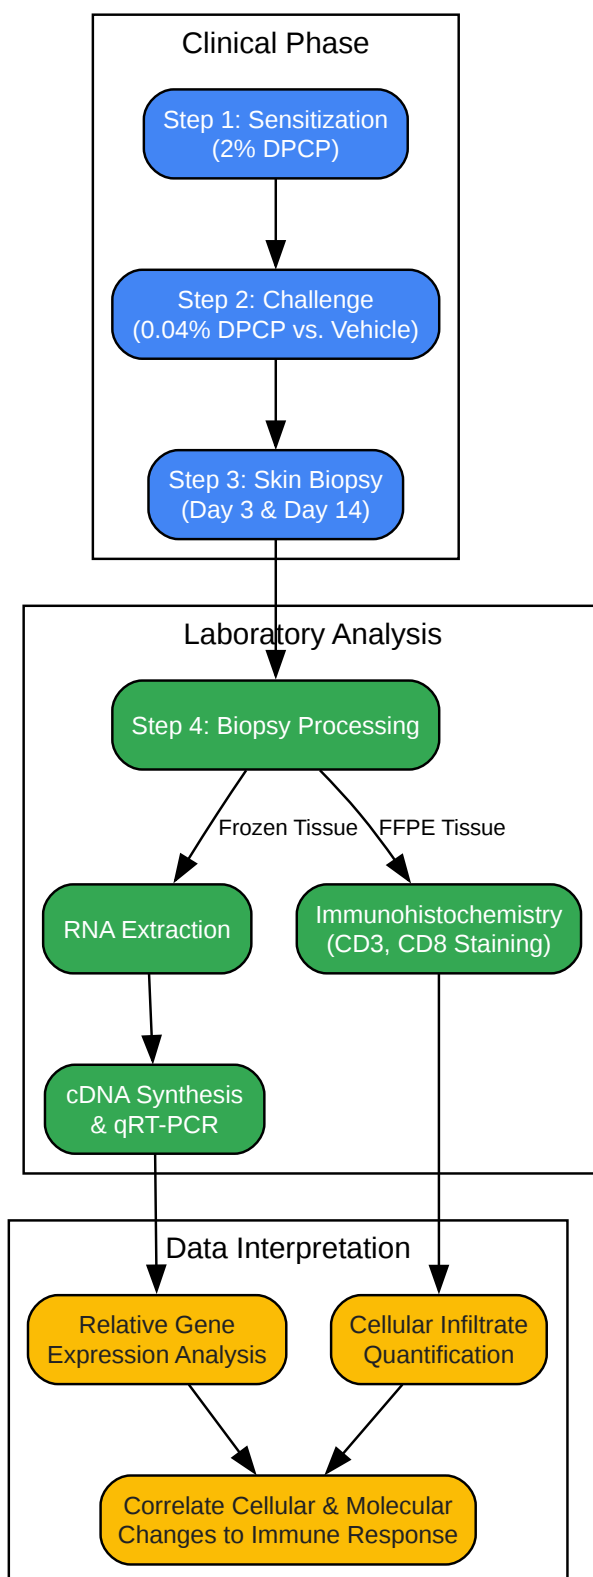 Clinical Phase
Step 1: Sensitization
(2% DPCP)
Step 2: Challenge
(0.04% DPCP vs. Vehicle)
Step 3: Skin Biopsy
(Day 3 & Day 14)
Laboratory Analysis
Step 4: Biopsy Processing
Frozen Tissue
FFPE Tissue
RNA Extraction
Immunohistochemistry
(CD3, CD8 Staining)
cDNA Synthesis
& qRT-PCR
Data Interpretation
Relative Gene
Expression Analysis
Cellular Infiltrate
Quantification
Correlate Cellular & Molecular
Changes to Immune Response